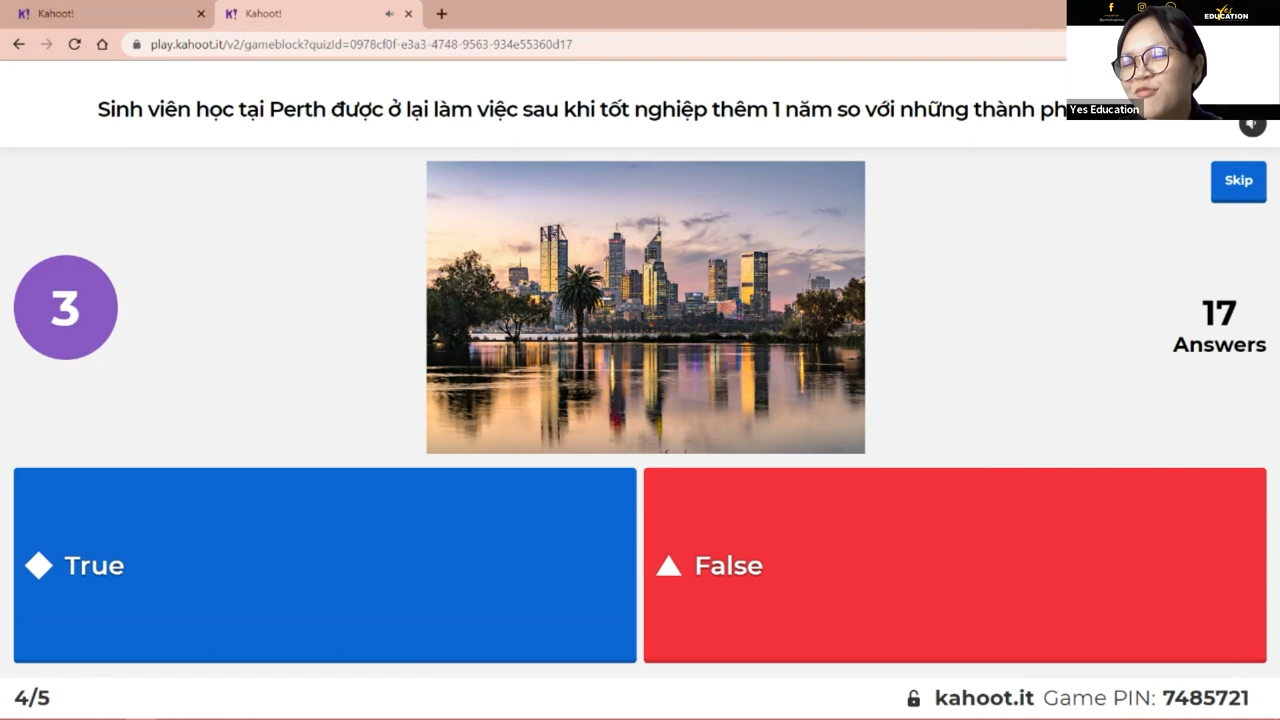 Kahoot!
Kahoot!
play.kahoot.it/v2/gameblock?quizId=0978cf0f-e3a3-4748-9563-934e55360d17
Yes
EDUCATION
Yes Education
Sinh viên học tại Perth được ở lại làm việc sau khi tốt nghiệp thêm 1 năm so với những thành
Skip
3
17
Answers
True
False
4/5
kahoot.it Game PIN: 7485721